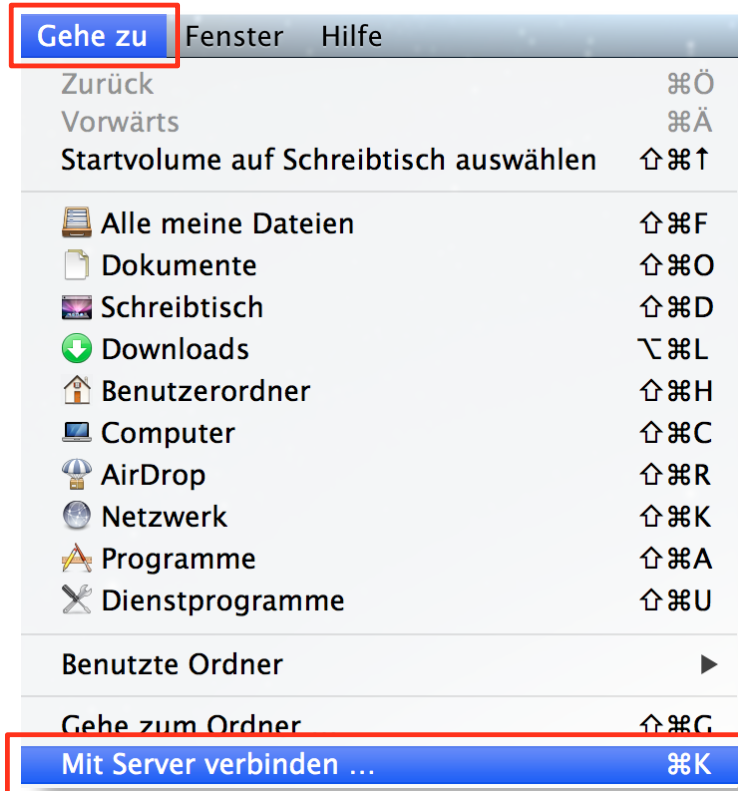 Gehe zu Fenster Hilfe
Zurück ⌘Ö
Vorwärts ⌘Ä
Startvolume auf Schreibtisch auswählen ⇧⌘↑
Alle meine Dateien ⇧⌘F
Dokumente ⇧⌘O
Schreibtisch ⇧⌘D
Downloads ⌥⌘L
Benutzerordner ⇧⌘H
Computer ⇧⌘C
AirDrop ⇧⌘R
Netzwerk ⇧⌘K
Programme ⇧⌘A
Dienstprogramme ⇧⌘U
Benutzte Ordner ▶
Gehe zum Ordner ⇧⌘G
Mit Server verbinden ... ⌘K